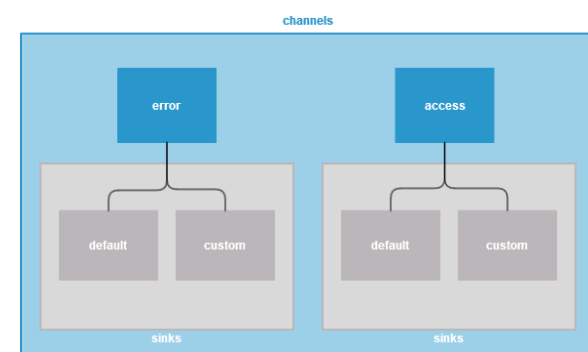 channels
error
access
default
custom
default
custom
sinks
sinks